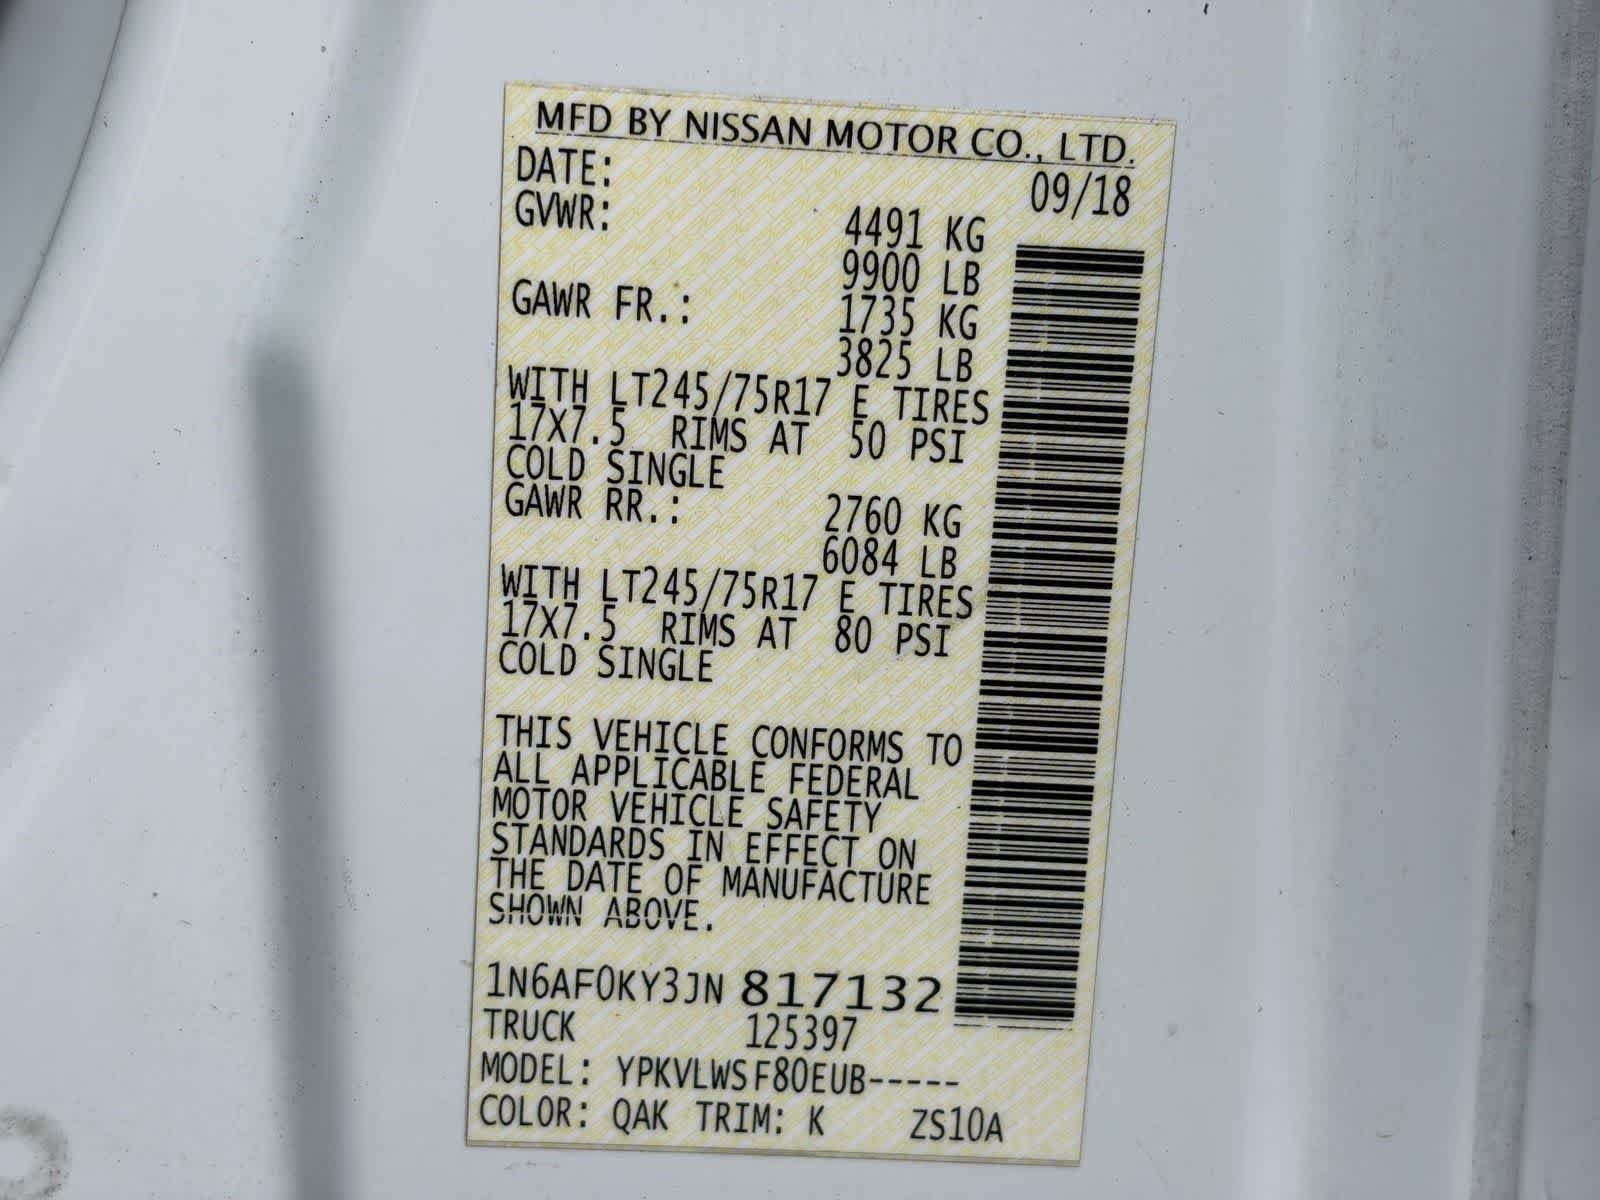 MFD BY NISSAN MOTOR CO., LTD.
DATE: 09/18
GVWR: 4491 KG
9900 LB
GAWR FR.: 1735 KG
3825 LB
WITH LT245/75R17 E TIRES
17X7.5 RIMS AT 50 PSI
COLD SINGLE
GAWR RR.: 2760 KG
6084 LB
WITH LT245/75R17 E TIRES
17X7.5 RIMS AT 80 PSI
COLD SINGLE
THIS VEHICLE CONFORMS TO
ALL APPLICABLE FEDERAL
MOTOR VEHICLE SAFETY
STANDARDS IN EFFECT ON
THE DATE OF MANUFACTURE
SHOWN ABOVE.
1N6AF0KY3JN 817132
TRUCK 125397
MODEL: YPKVLWSF80EUB-----
COLOR: QAK TRIM: K ZS10A